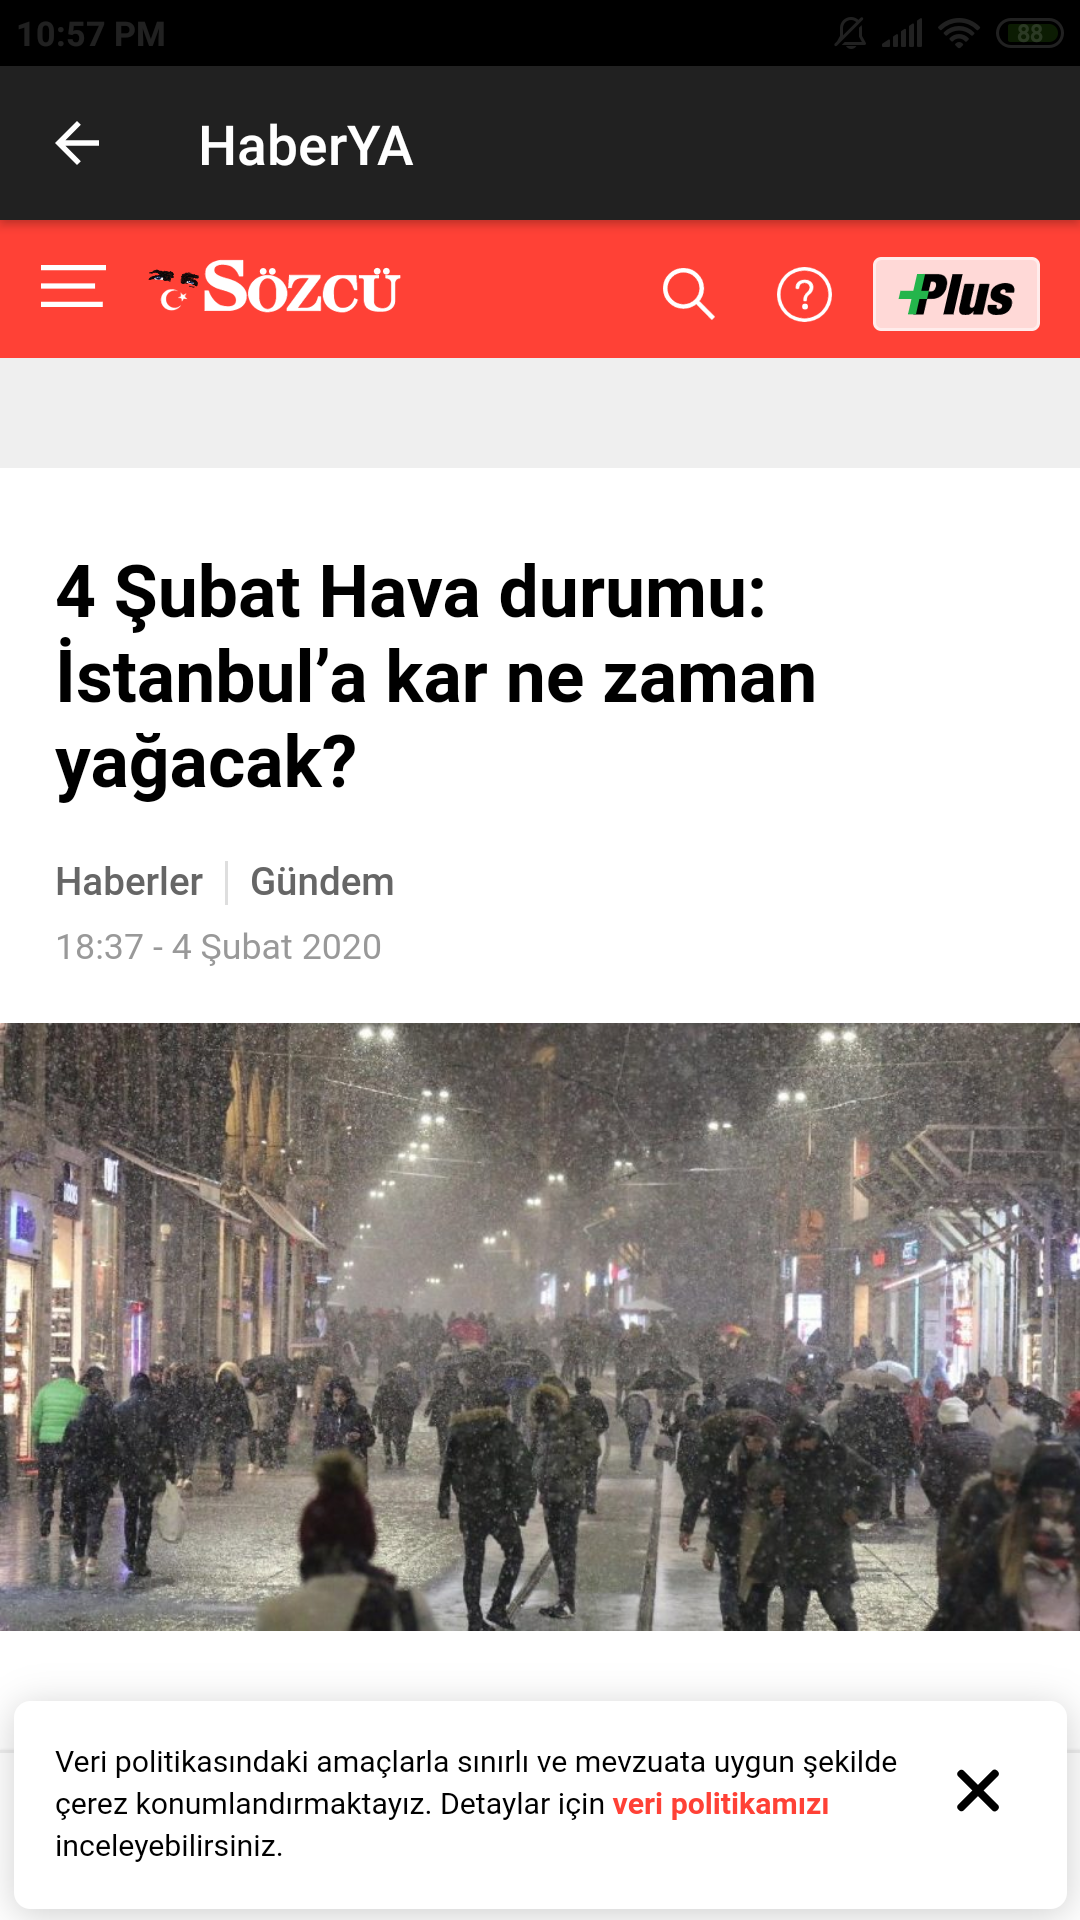 10:57 PM
88
HaberYA
SÖZCÜ
?
+Plus
4 Şubat Hava durumu:
İstanbul’a kar ne zaman
yağacak?
Haberler | Gündem
18:37 - 4 Şubat 2020
Veri politikasındaki amaçlarla sınırlı ve mevzuata uygun şekilde
çerez konumlandırmaktayız. Detaylar için veri politikamızı
inceleyebilirsiniz.